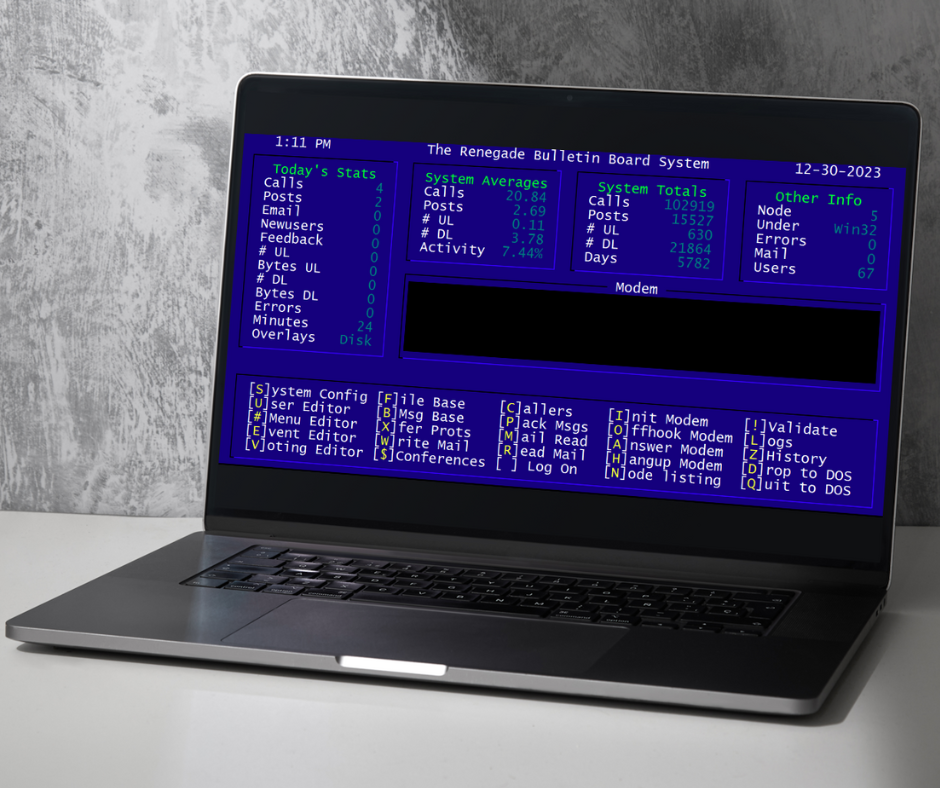 1:11 PM
The Renegade Bulletin Board System
12-30-2023
Today's Stats
Calls 4
Posts 2
Email 0
Newusers 0
Feedback 0
# UL 0
Bytes UL 0
# DL 0
Bytes DL 0
Errors 0
Minutes 24
Overlays Disk
System Averages
Calls 20.84
Posts 2.69
# UL 0.11
# DL 3.78
Activity 7.44%
System Totals
Calls 102919
Posts 15527
# UL 630
# DL 21864
Days 5782
Other Info
Node 5
Under Win32
Errors 0
Mail 0
Users 67
Modem
[S]ystem Config [F]ile Base [C]allers [I]nit Modem [!]Validate
[U]ser Editor [B]Msg Base [P]ack Msgs [O]ffhook Modem [L]ogs
[#]Menu Editor [X]fer Prots [M]ail Read [A]nswer Modem [Z]History
[E]vent Editor [W]rite Mail [R]ead Mail [H]angup Modem [D]rop to DOS
[V]oting Editor [$]Conferences [ ] Log On [N]ode listing [Q]uit to DOS